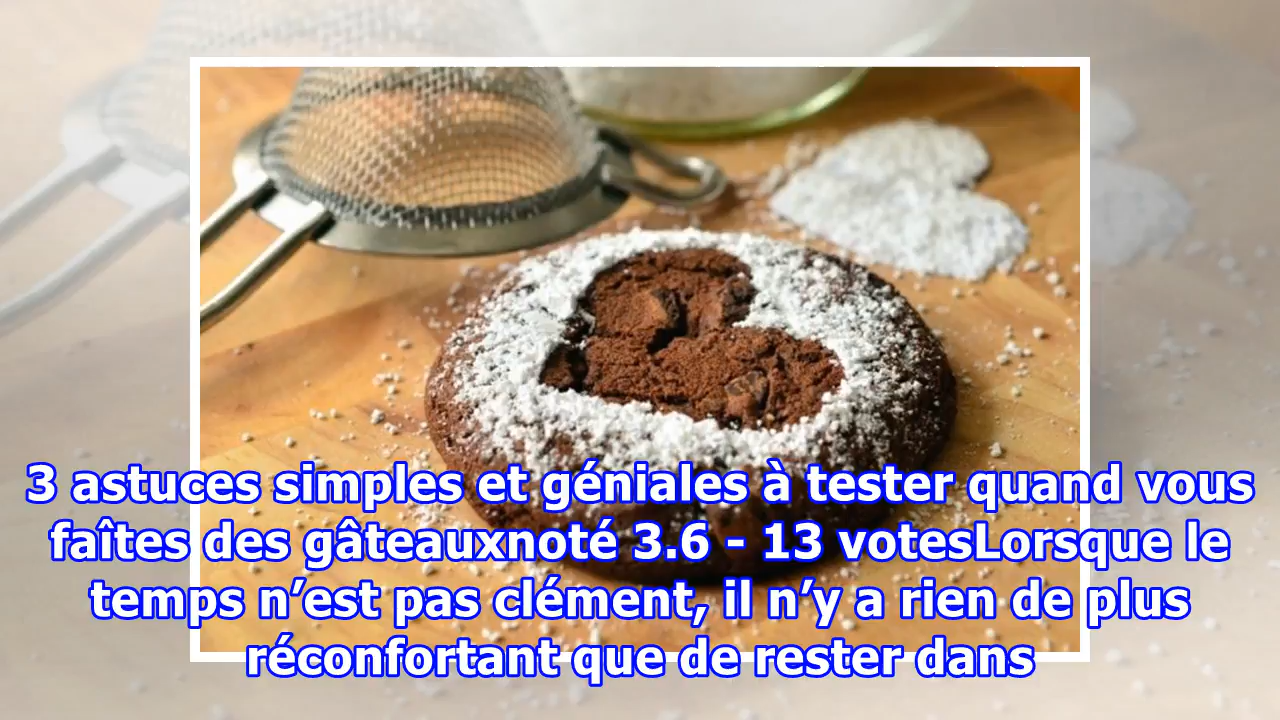 3 astuces simples et géniales à tester quand vous
faîtes des gâteauxnoté 3.6 - 13 votesLorsque le
temps n’est pas clément, il n’y a rien de plus
réconfortant que de rester dans